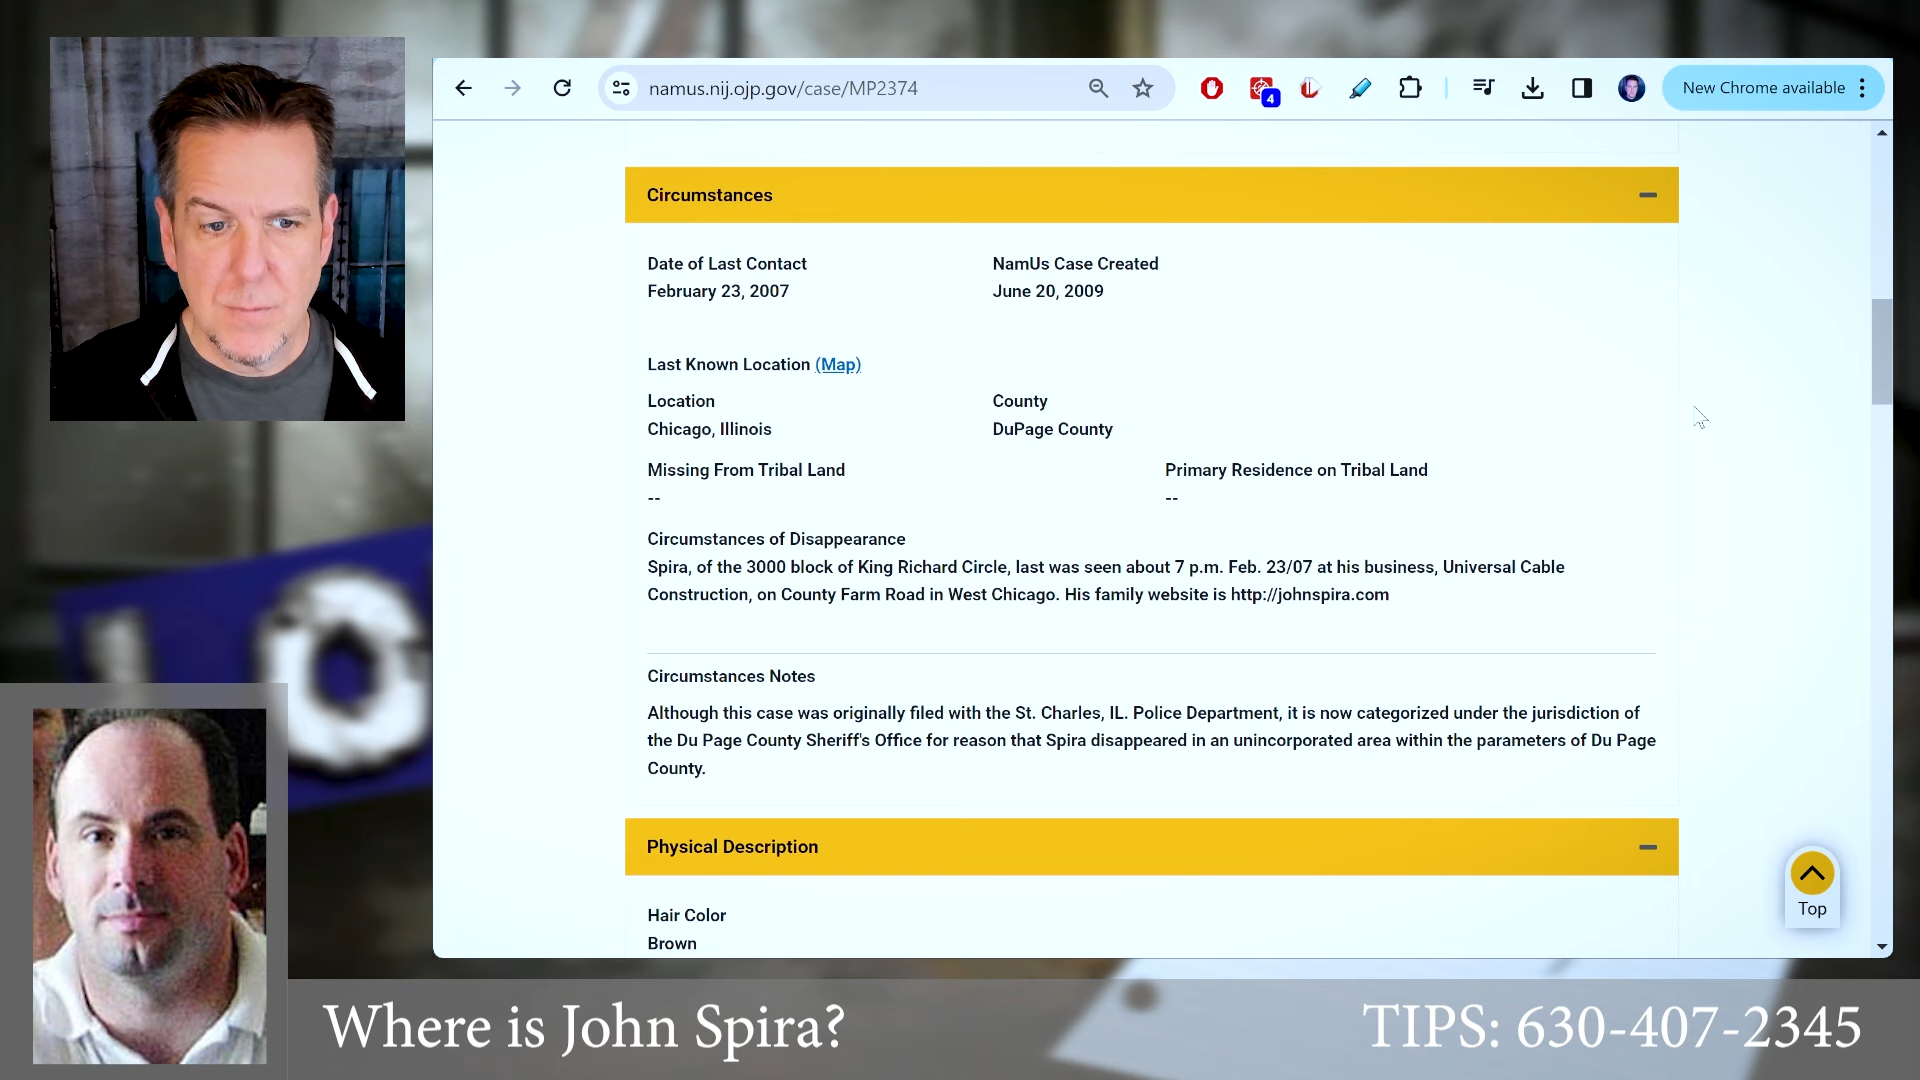 namus.nij.ojp.gov/case/MP2374
4
New Chrome available
Circumstances
Date of Last Contact
NamUs Case Created
February 23, 2007
June 20, 2009
Last Known Location (Map)
Location
County
Chicago, Illinois
DuPage County
Missing From Tribal Land
Primary Residence on Tribal Land
--
--
Circumstances of Disappearance
Spira, of the 3000 block of King Richard Circle, last was seen about 7 p.m. Feb. 23/07 at his business, Universal Cable
Construction, on County Farm Road in West Chicago. His family website is http://johnspira.com
Circumstances Notes
Although this case was originally filed with the St. Charles, IL. Police Department, it is now categorized under the jurisdiction of
the Du Page County Sheriff's Office for reason that Spira disappeared in an unincorporated area within the parameters of Du Page
County.
Physical Description
Hair Color
Brown
Top
Where is John Spira?
TIPS: 630-407-2345